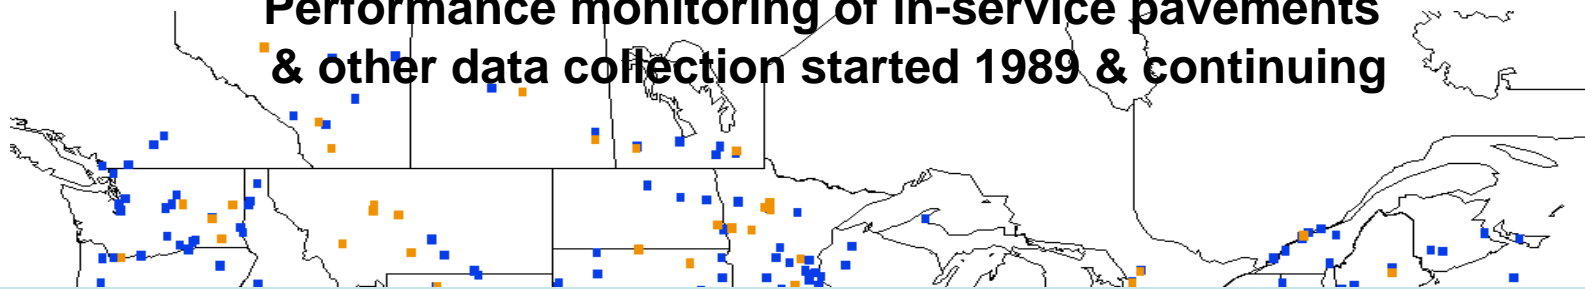 Performance monitoring of in-service pavements
& other data collection started 1989 & continuing